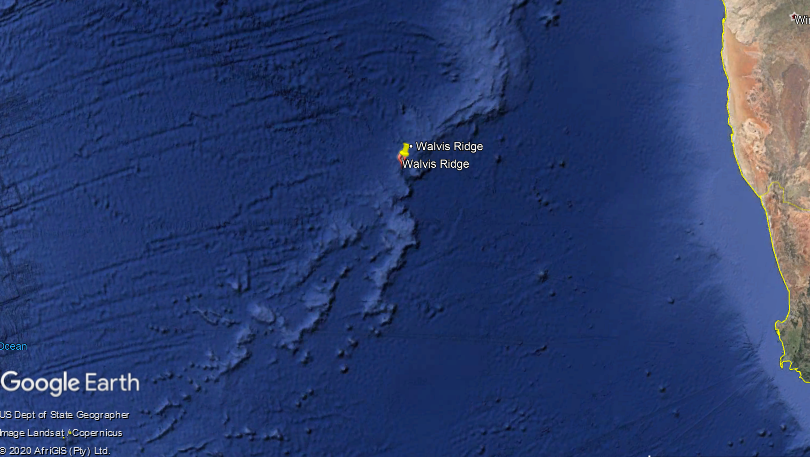 Wi
Walvis Ridge
Walvis Ridge
Ocean
Google Earth
US Dept of State Geographer
Image Landsat / Copernicus
© 2020 AfriGIS (Pty) Ltd.